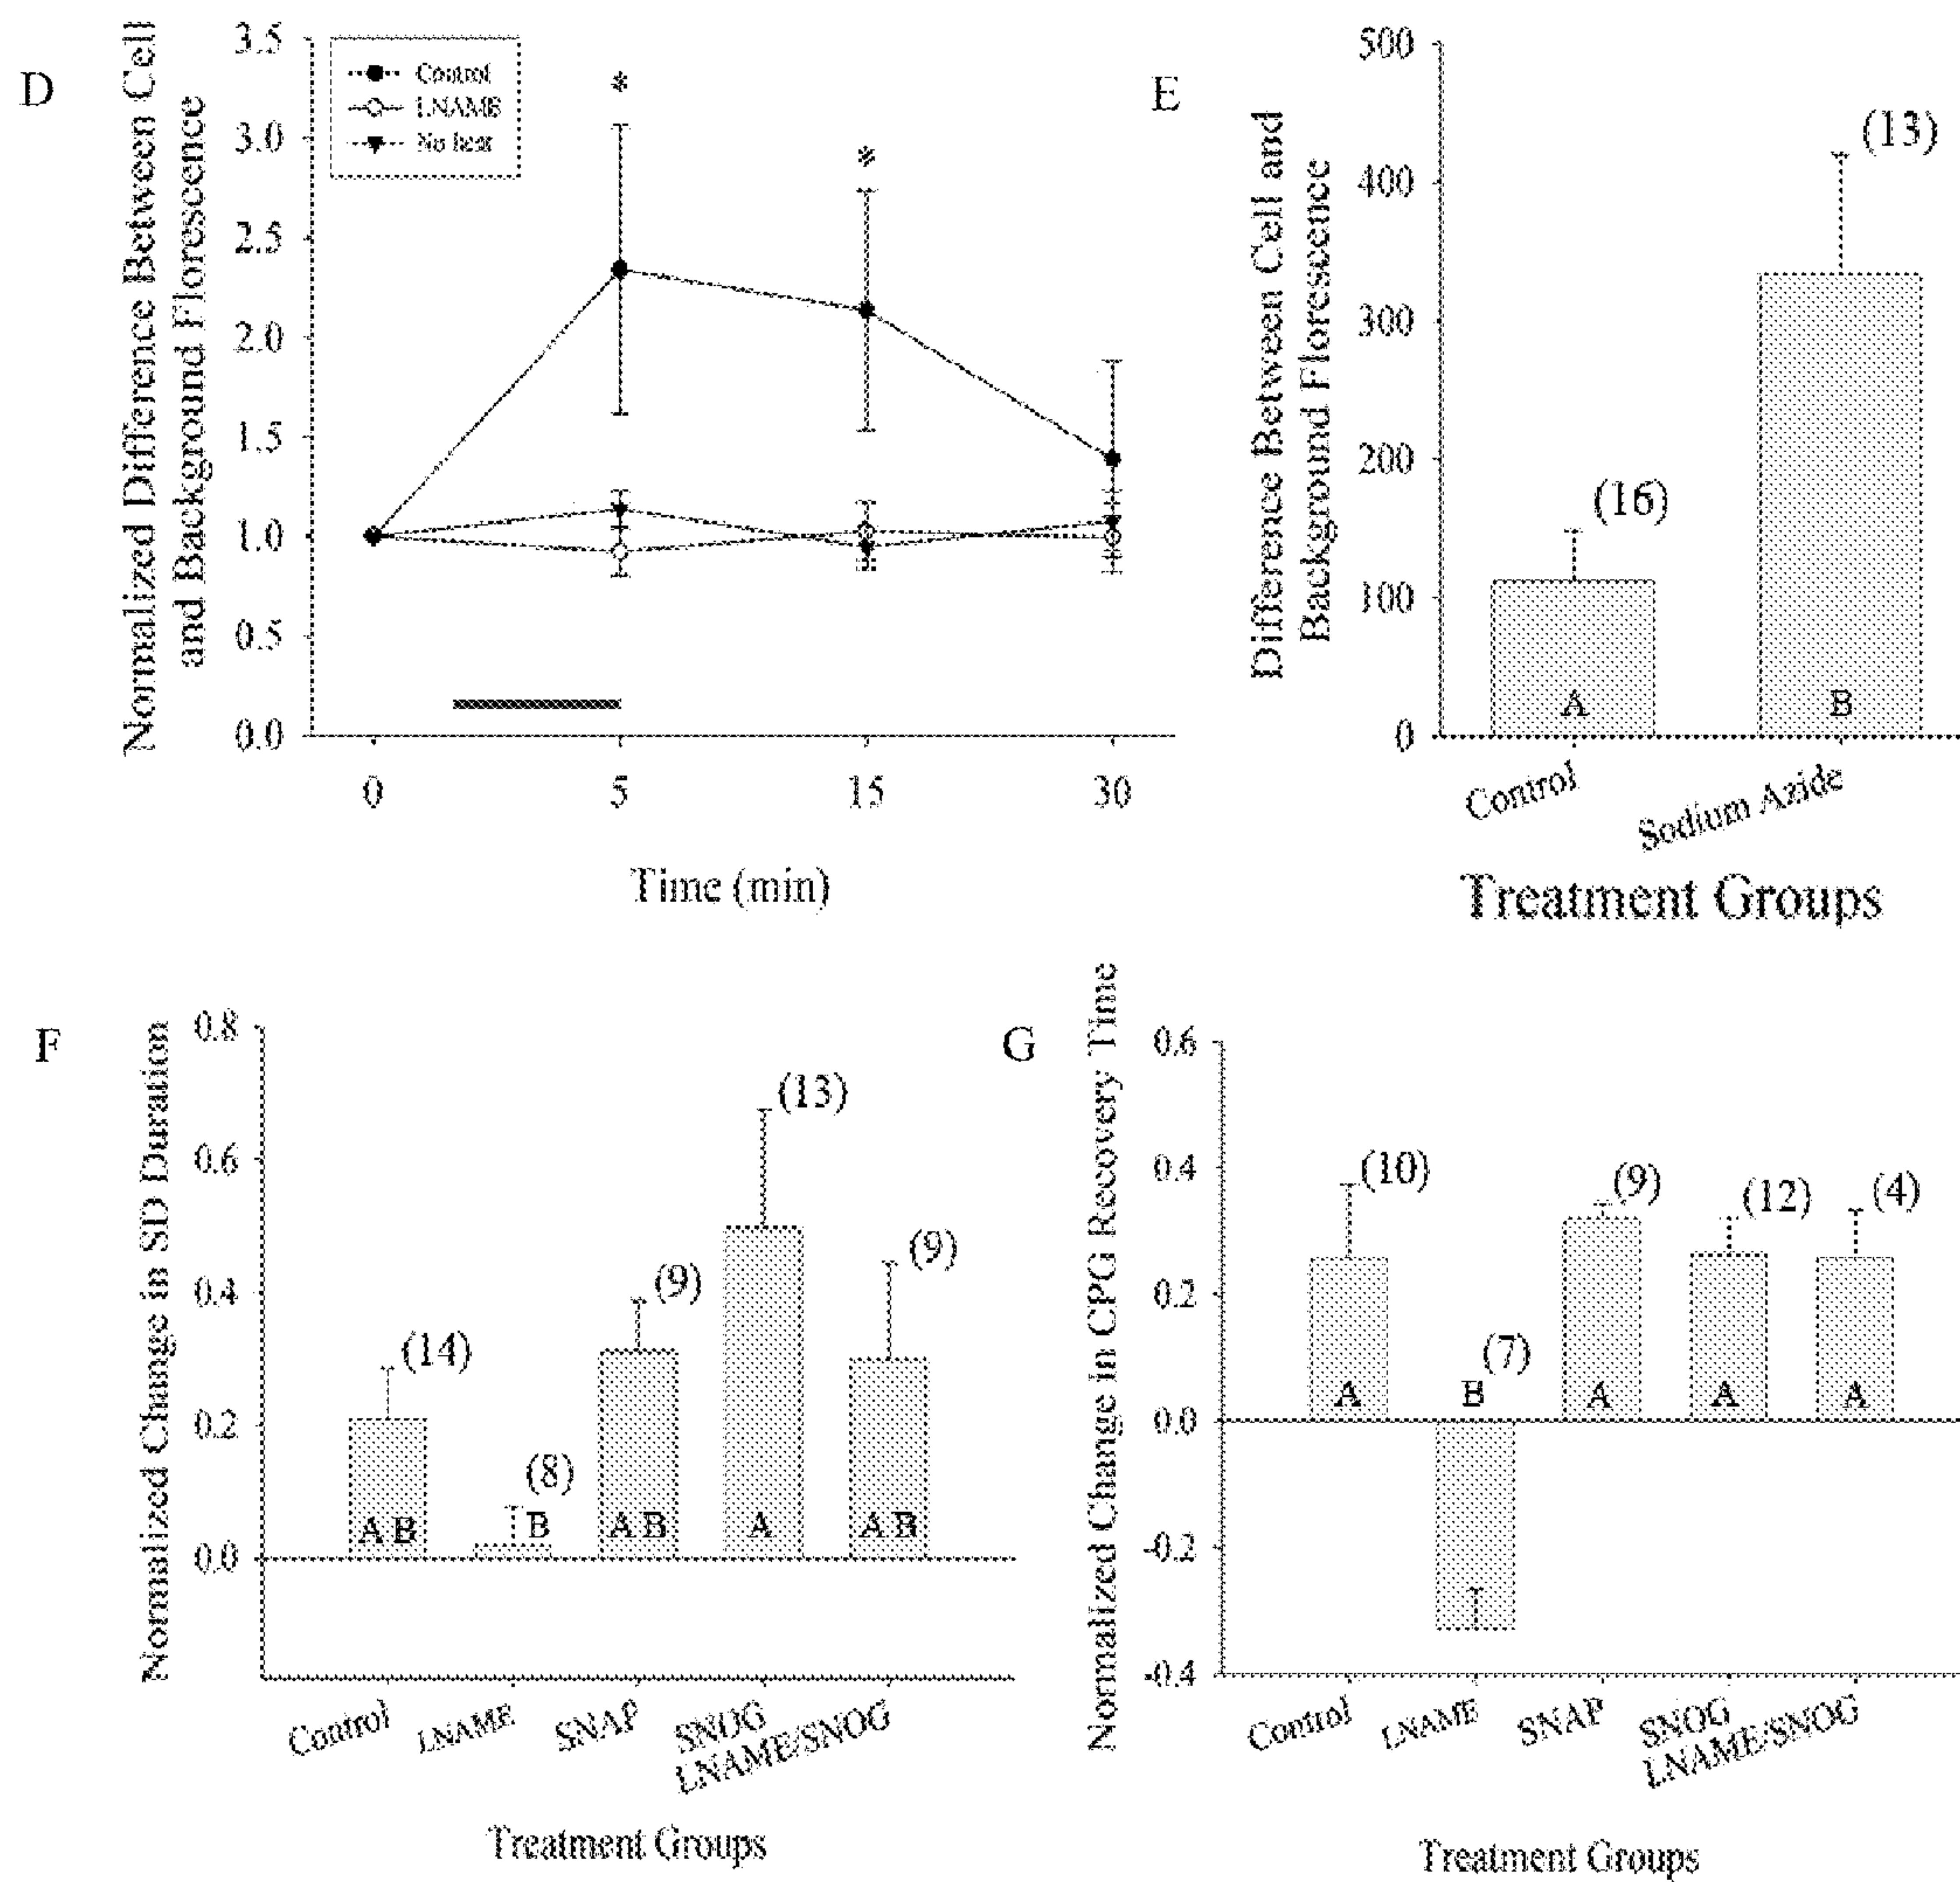 D
Normalized Difference Between Cell
and Background Florescence
3.5
3.0
2.5
2.0
1.5
1.0
0.5
0.0
Control
LNAME
No heat
*
*
0 5 15 30
Time (min)
E
Difference Between Cell and
Background Florescence
500
400
300
200
100
0
(16)
(13)
A
B
Control
Sodium Azide
Treatment Groups
F
Normalized Change in SD Duration
0.8
0.6
0.4
0.2
0.0
(14)
(8)
(9)
(13)
(9)
A B
B
A B
A
A B
Control
LNAME
SNAP
SNOG
LNAME/SNOG
Treatment Groups
G
Normalized Change in CPG Recovery Time
0.6
0.4
0.2
0.0
-0.2
-0.4
(10)
(7)
(9)
(12)
(4)
A
B
A
A
A
Control
LNAME
SNAP
SNOG
LNAME/SNOG
Treatment Groups